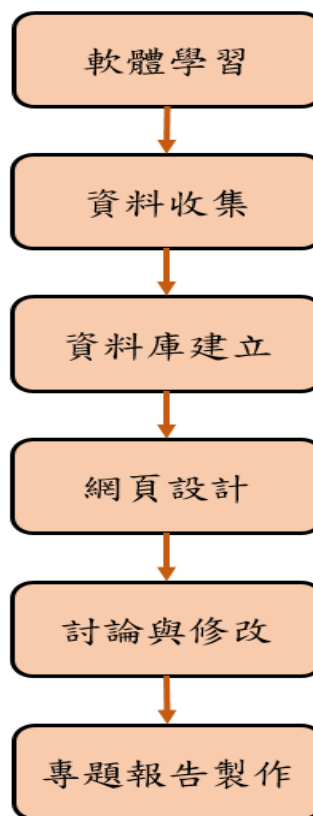 軟體學習
資料收集
資料庫建立
網頁設計
討論與修改
專題報告製作